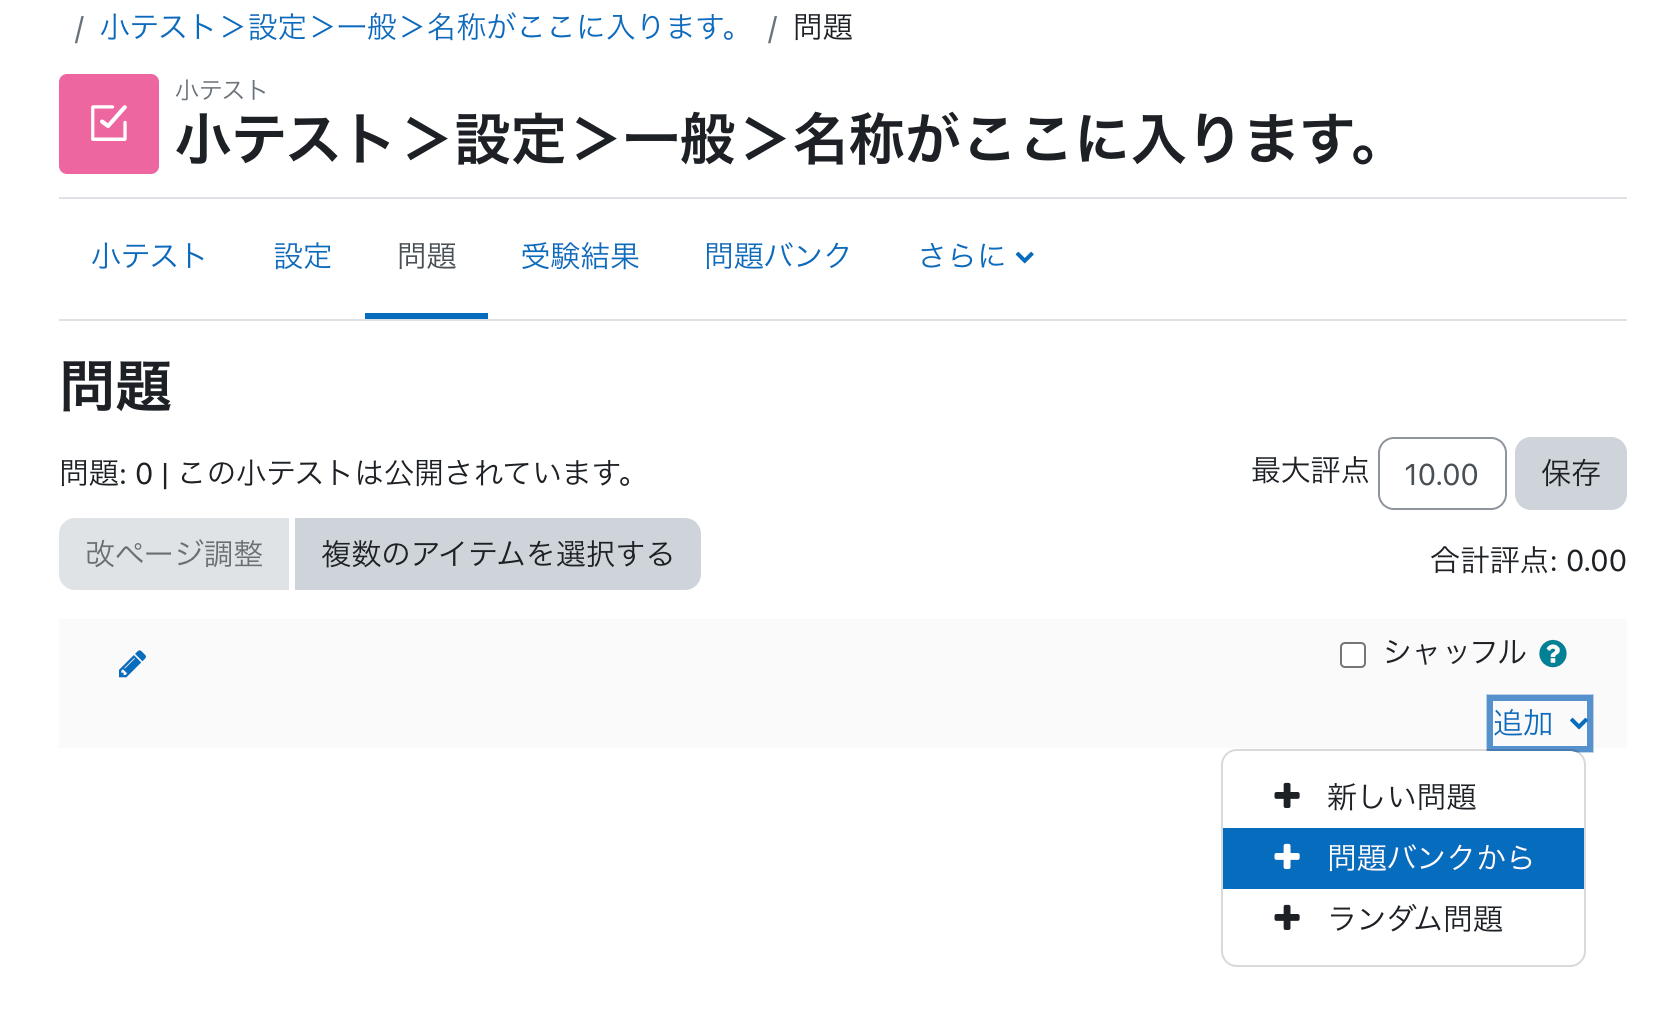 / 小テスト＞設定＞一般＞名称がここに入ります。 / 問題
小テスト
小テスト＞設定＞一般＞名称がここに入ります。
小テスト 設定 問題 受験結果 問題バンク さらに
問題
問題: 0 | この小テストは公開されています。
最大評点 10.00 保存
改ページ調整 複数のアイテムを選択する
合計評点: 0.00
シャッフル ?
追加
新しい問題
問題バンクから
ランダム問題